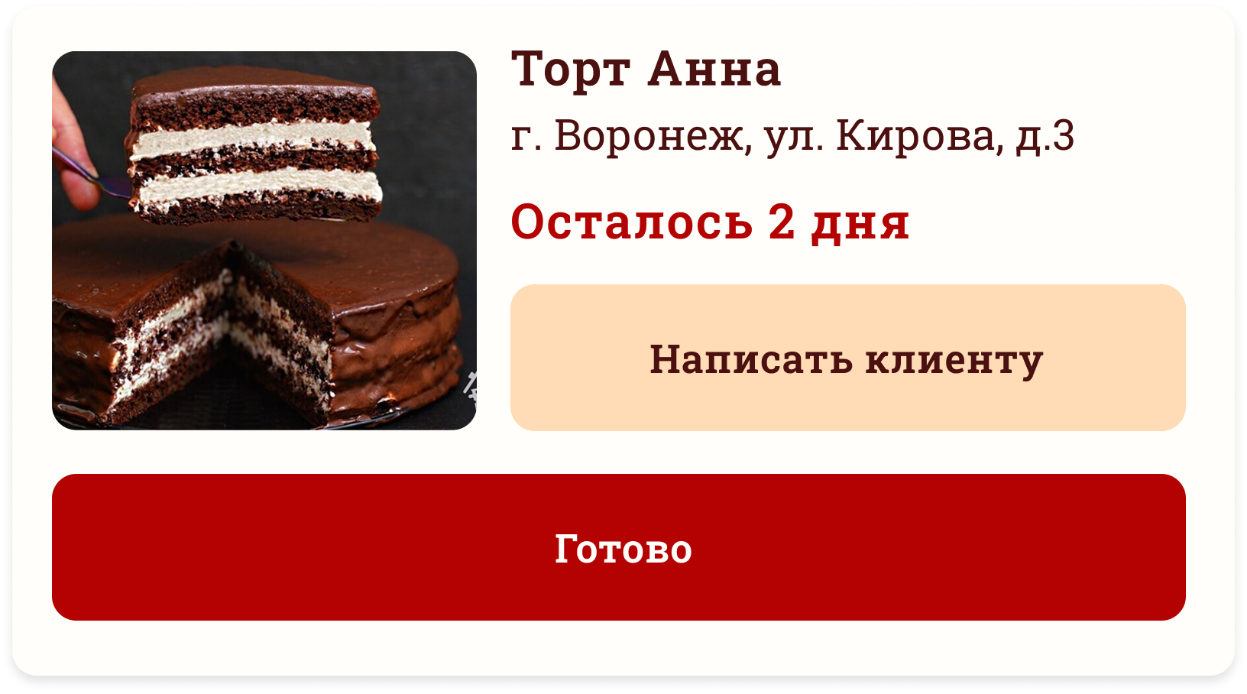 Торт Анна
г. Воронеж, ул. Кирова, д.3
Осталось 2 дня
Написать клиенту
Готово